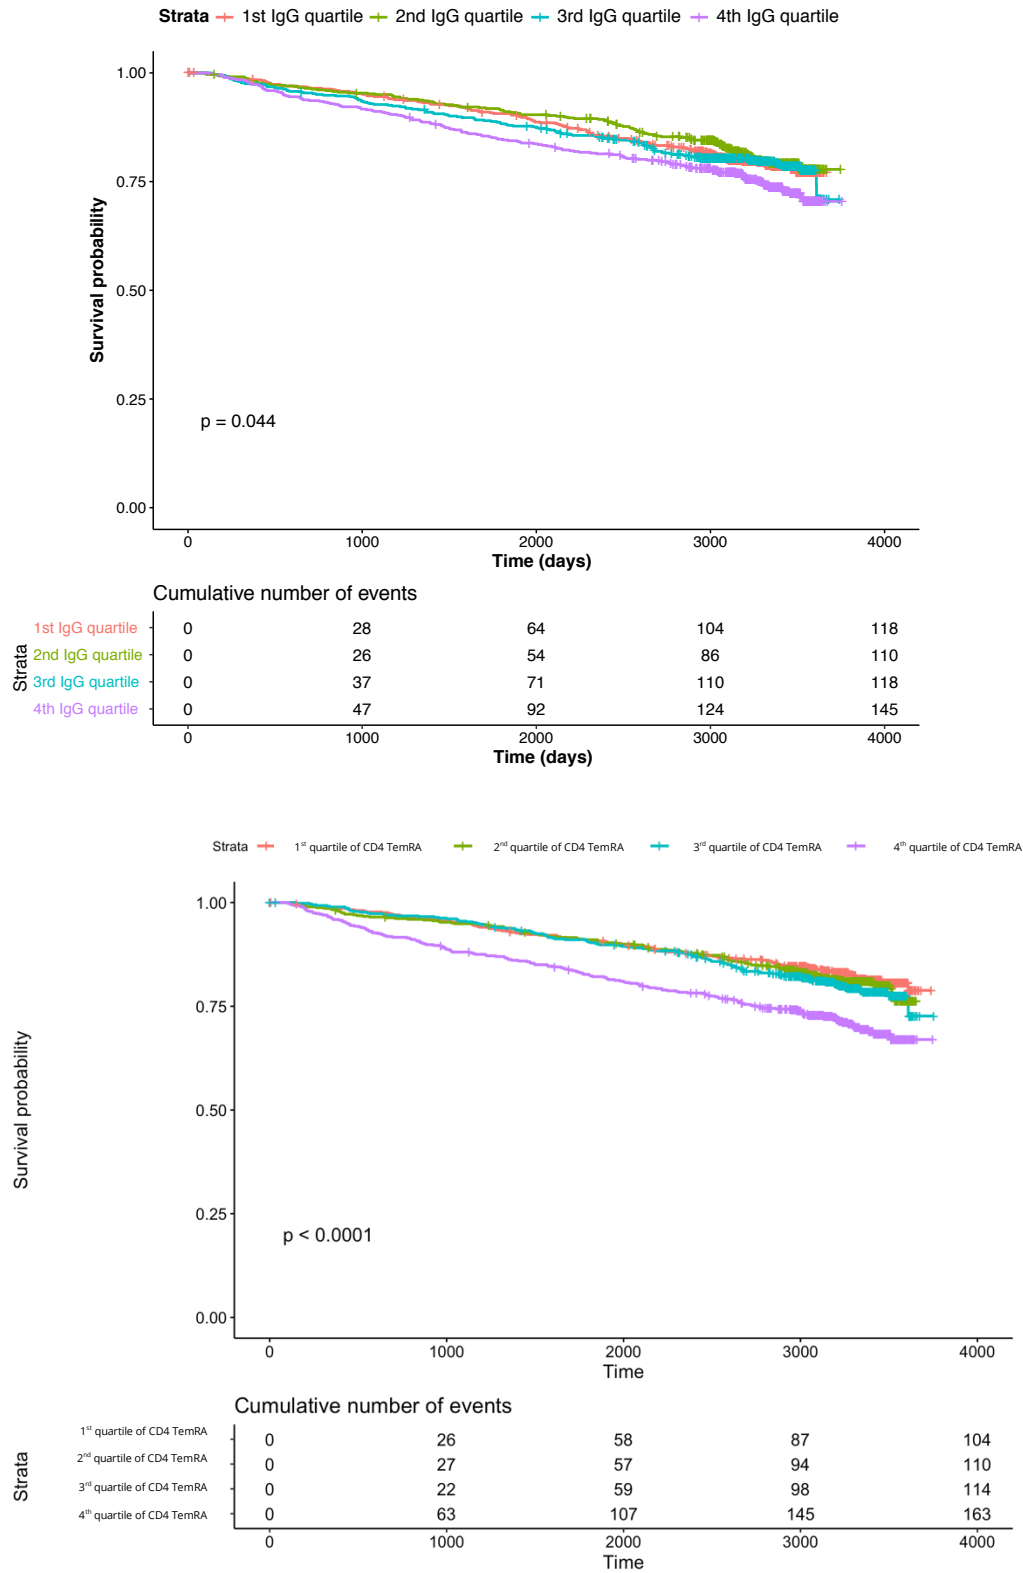 Strata 1st IgG quartile 2nd IgG quartile 3rd IgG quartile 4th IgG quartile
1.00
0.75
0.50
0.25
0.00
Survival probability
p = 0.044
0 1000 2000 3000 4000
Time (days)
Cumulative number of events
Strata
1st IgG quartile 0 28 64 104 118
2nd IgG quartile 0 26 54 86 110
3rd IgG quartile 0 37 71 110 118
4th IgG quartile 0 47 92 124 145
0 1000 2000 3000 4000
Time (days)
Strata 1st quartile of CD4 TemRA 2nd quartile of CD4 TemRA 3rd quartile of CD4 TemRA 4th quartile of CD4 TemRA
1.00
0.75
0.50
0.25
0.00
Survival probability
p < 0.0001
0 1000 2000 3000 4000
Time
Cumulative number of events
Strata
1st quartile of CD4 TemRA 0 26 58 87 104
2nd quartile of CD4 TemRA 0 27 57 94 110
3rd quartile of CD4 TemRA 0 22 59 98 114
4th quartile of CD4 TemRA 0 63 107 145 163
0 1000 2000 3000 4000
Time